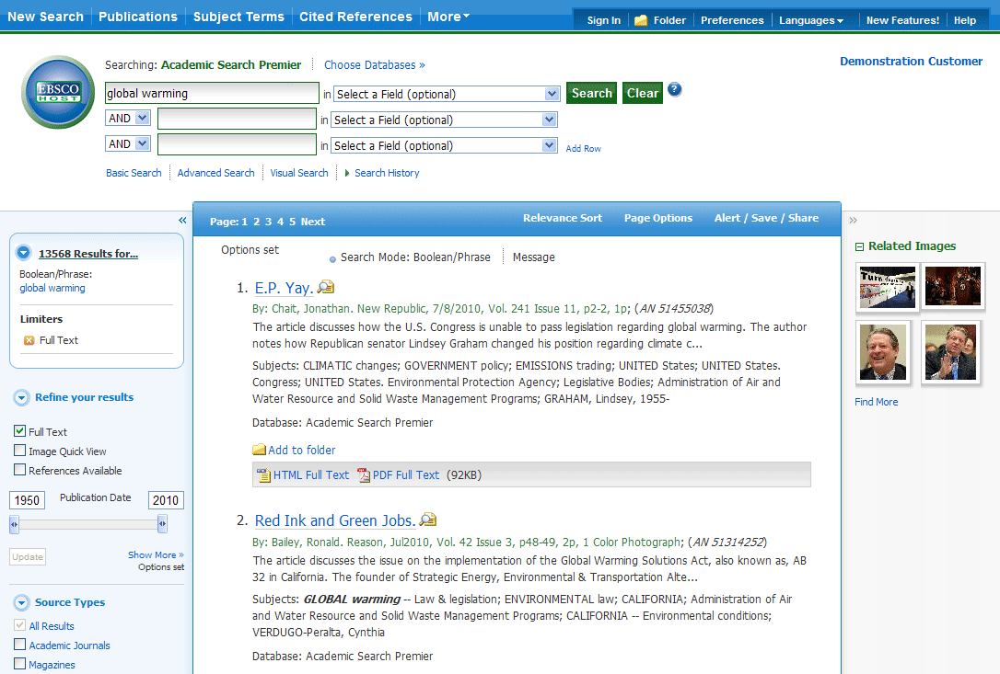 New Search Publications Subject Terms Cited References More
Sign In Folder Preferences Languages New Features! Help
EBSCO
HOST
Searching: Academic Search Premier Choose Databases »
Demonstration Customer
global warming in Select a Field (optional) Search Clear ?
AND in Select a Field (optional)
AND in Select a Field (optional) Add Row
Basic Search Advanced Search Visual Search Search History
«
13568 Results for...
Boolean/Phrase:
global warming
Limiters
Full Text
Refine your results
Full Text
Image Quick View
References Available
1950 Publication Date 2010
Update
Show More »
Options set
Source Types
All Results
Academic Journals
Magazines
Page: 1 2 3 4 5 Next Relevance Sort Page Options Alert / Save / Share
Options set
Search Mode: Boolean/Phrase Message
1. E.P. Yay.
By: Chait, Jonathan. New Republic, 7/8/2010, Vol. 241 Issue 11, p2-2, 1p; (AN 51455038)
The article discusses how the U.S. Congress is unable to pass legislation regarding global warming. The author
notes how Republican senator Lindsey Graham changed his position regarding climate c...
Subjects: CLIMATIC changes; GOVERNMENT policy; EMISSIONS trading; UNITED States; UNITED States.
Congress; UNITED States. Environmental Protection Agency; Legislative Bodies; Administration of Air and
Water Resource and Solid Waste Management Programs; GRAHAM, Lindsey, 1955-
Database: Academic Search Premier
Add to folder
HTML Full Text PDF Full Text (92KB)
2. Red Ink and Green Jobs.
By: Bailey, Ronald. Reason, Jul2010, Vol. 42 Issue 3, p48-49, 2p, 1 Color Photograph; (AN 51314252)
The article discusses the issue on the implementation of the Global Warming Solutions Act, also known as, AB
32 in California. The founder of Strategic Energy, Environmental & Transportation Alte...
Subjects: GLOBAL warming -- Law & legislation; ENVIRONMENTAL law; CALIFORNIA; Administration of Air
and Water Resource and Solid Waste Management Programs; CALIFORNIA -- Environmental conditions;
VERDUGO-Peralta, Cynthia
Database: Academic Search Premier
»
Related Images
Find More